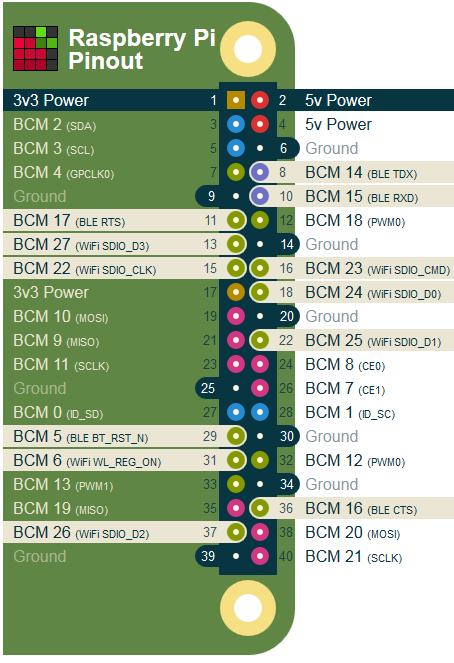 Raspberry Pi
Pinout
3v3 Power 1 2 5v Power
BCM 2 (SDA) 3 4 5v Power
BCM 3 (SCL) 5 6 Ground
BCM 4 (GPCLK0) 7 8 BCM 14 (BLE TDX)
Ground 9 10 BCM 15 (BLE RXD)
BCM 17 (BLE RTS) 11 12 BCM 18 (PWM0)
BCM 27 (WiFi SDIO_D3) 13 14 Ground
BCM 22 (WiFi SDIO_CLK) 15 16 BCM 23 (WiFi SDIO_CMD)
3v3 Power 17 18 BCM 24 (WiFi SDIO_D0)
BCM 10 (MOSI) 19 20 Ground
BCM 9 (MISO) 21 22 BCM 25 (WiFi SDIO_D1)
BCM 11 (SCLK) 23 24 BCM 8 (CE0)
Ground 25 26 BCM 7 (CE1)
BCM 0 (ID_SD) 27 28 BCM 1 (ID_SC)
BCM 5 (BLE BT_RST_N) 29 30 Ground
BCM 6 (WiFi WL_REG_ON) 31 32 BCM 12 (PWM0)
BCM 13 (PWM1) 33 34 Ground
BCM 19 (MISO) 35 36 BCM 16 (BLE CTS)
BCM 26 (WiFi SDIO_D2) 37 38 BCM 20 (MOSI)
Ground 39 40 BCM 21 (SCLK)